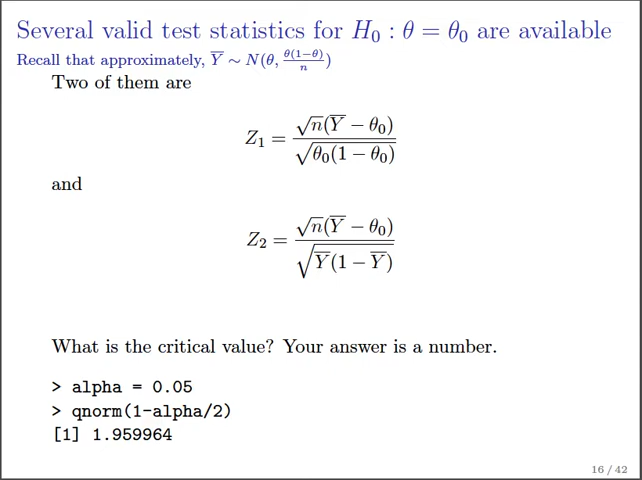 Several valid test statistics for H₀ : θ = θ₀ are available
Recall that approximately, Y̅ ∼ N(θ, θ(1−θ)/n)
Two of them are
Z₁ = √n(Y̅ − θ₀) / √θ₀(1 − θ₀)
and
Z₂ = √n(Y̅ − θ₀) / √Y̅(1 − Y̅)
What is the critical value? Your answer is a number.
> alpha = 0.05
> qnorm(1-alpha/2)
[1] 1.959964
16 / 42